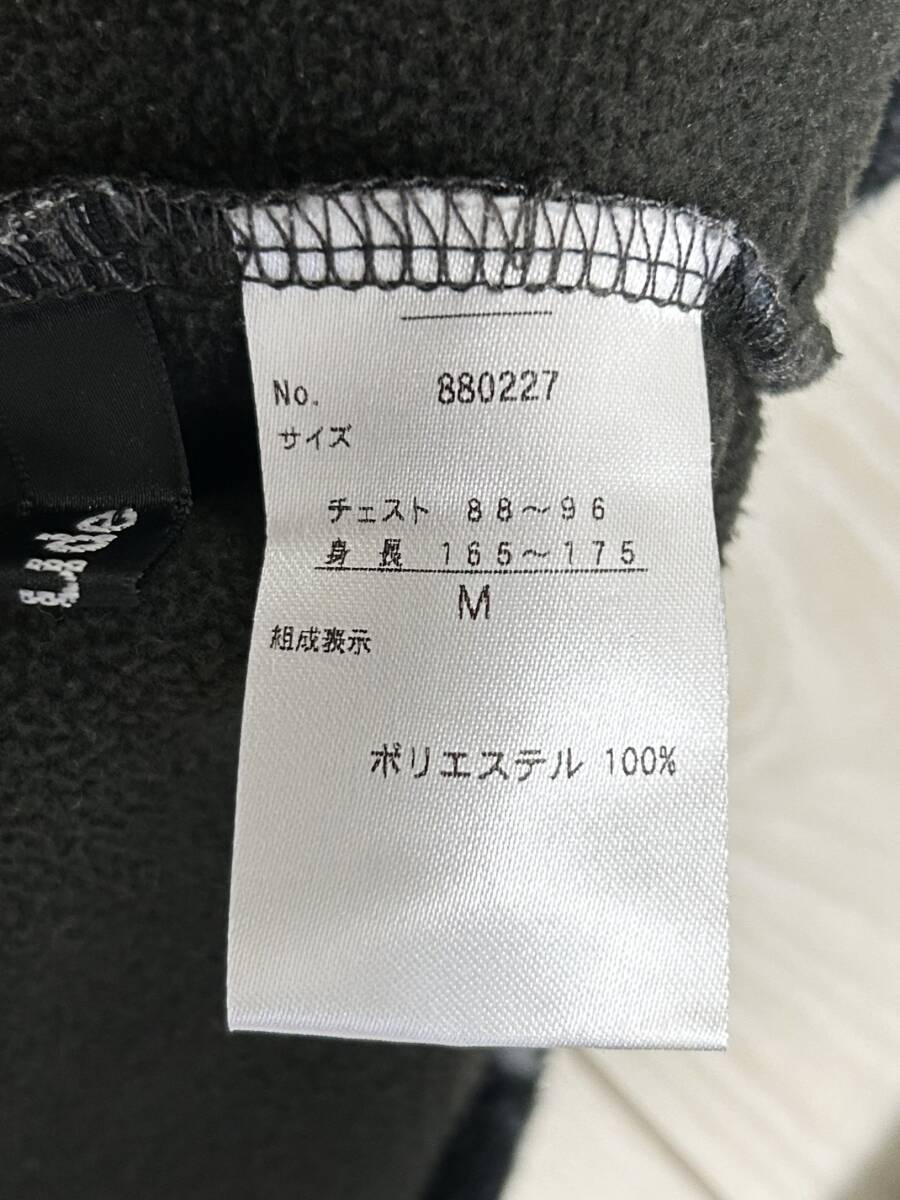 No. 880227
サイズ
チェスト 88～96
身長 165～175
M
組成表示
ポリエステル 100%